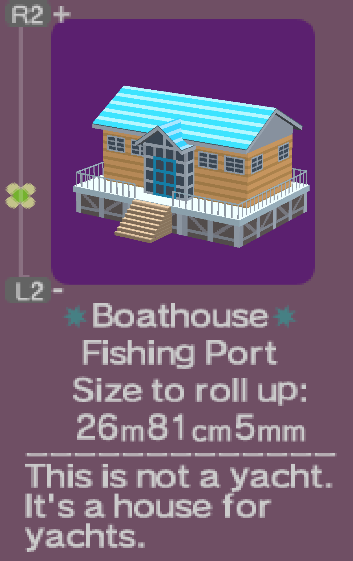 R2 +
L2 -
Boathouse
Fishing Port
Size to roll up:
26m81cm5mm
This is not a yacht.
It's a house for
yachts.